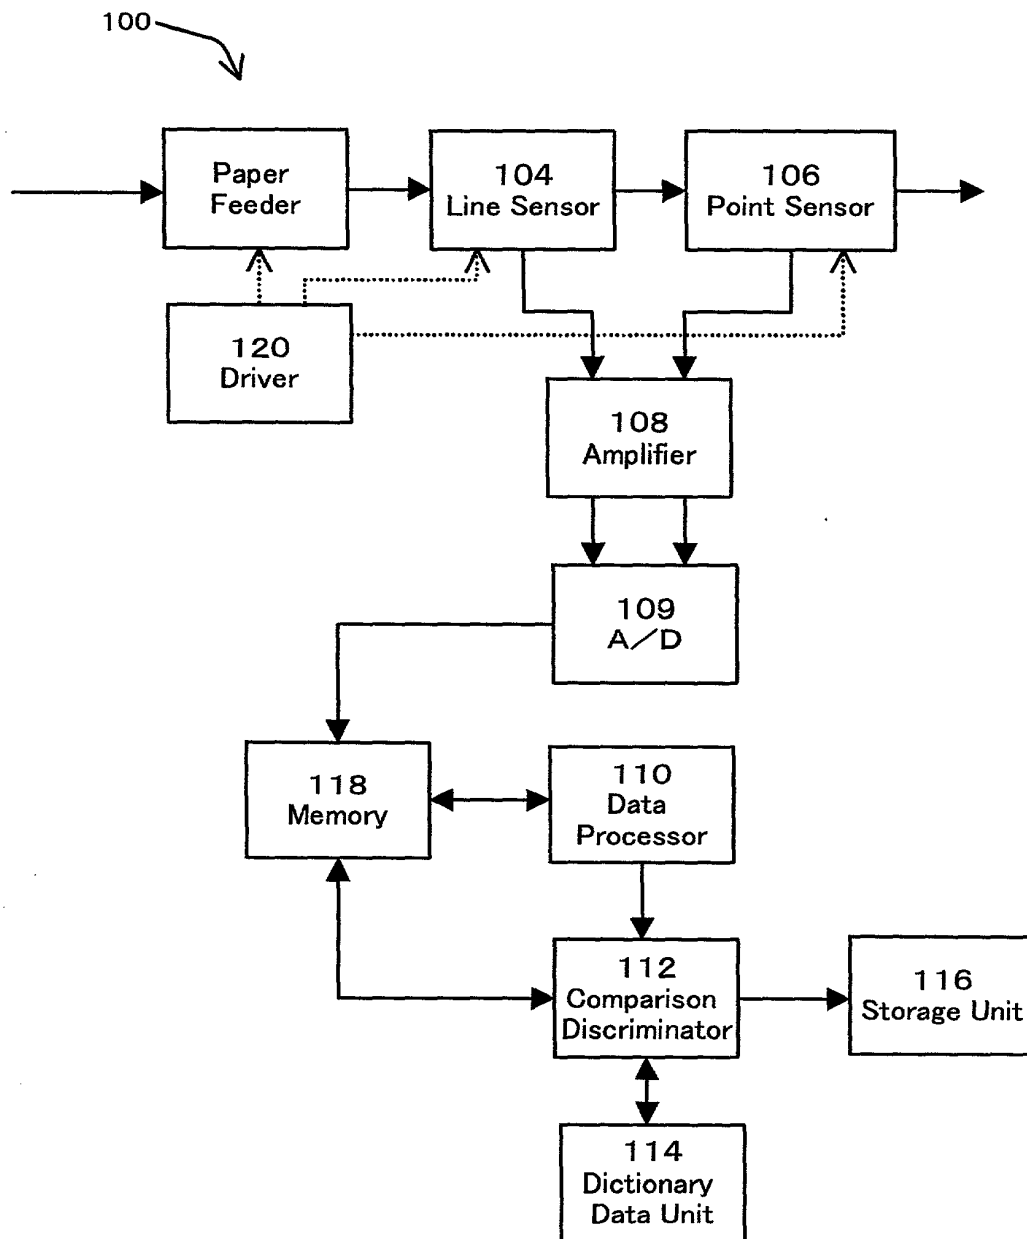 100
Paper
Feeder
104
Line Sensor
106
Point Sensor
120
Driver
108
Amplifier
109
A/D
118
Memory
110
Data
Processor
112
Comparison
Discriminator
116
Storage Unit
114
Dictionary
Data Unit